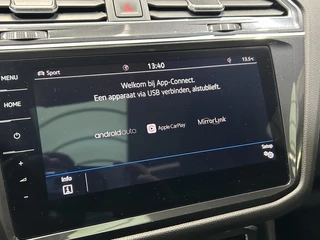 MENU
Sport
13:40
13.5°C
HOME
Welkom bij App-Connect.
Een apparaat via USB verbinden, alstublieft.
androidauto
Apple CarPlay
MirrorLink
Info
Setup